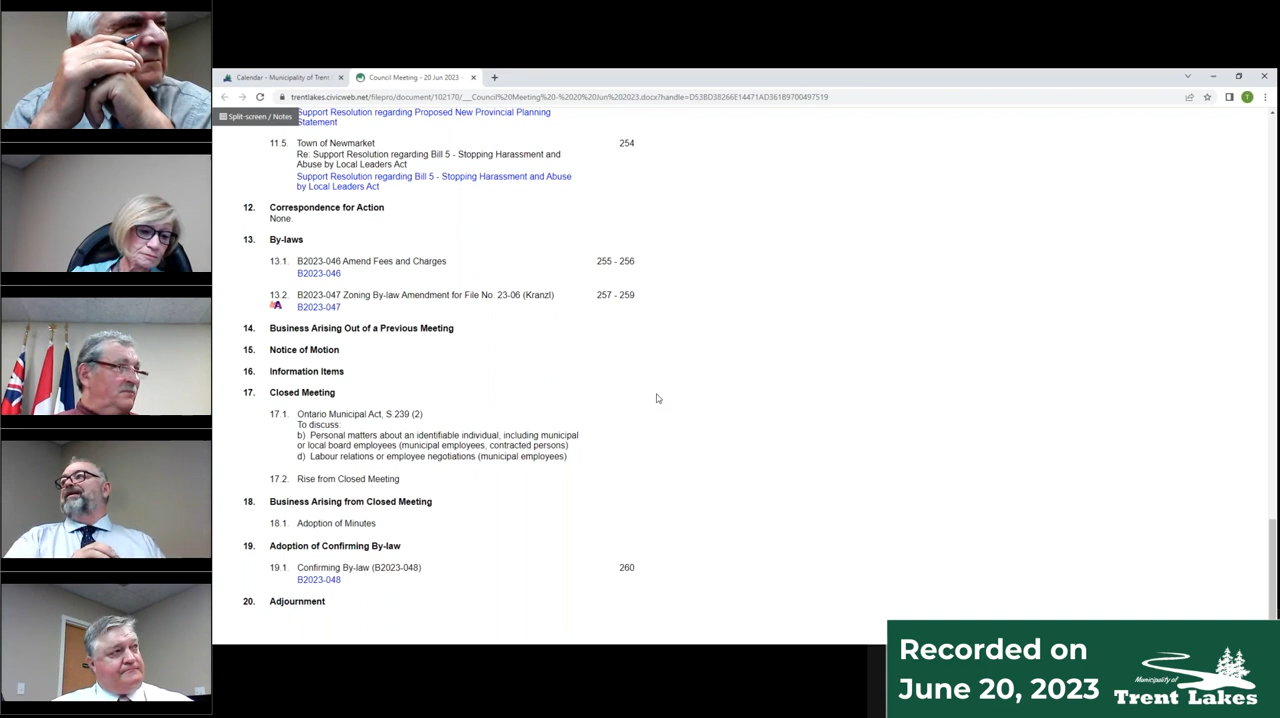 Calendar - Municipality of Trent
Council Meeting - 20 Jun 2023 -
trentlakes.civicweb.net/filepro/document/102170/__Council%20Meeting%20-%2020%20Jun%202023.docx?handle=D53BD38266E14471AD361B9700497519
T
Split-screen / Notes
Support Resolution regarding Proposed New Provincial Planning
Statement
11.5. Town of Newmarket 254
Re: Support Resolution regarding Bill 5 - Stopping Harassment and
Abuse by Local Leaders Act
Support Resolution regarding Bill 5 - Stopping Harassment and Abuse
by Local Leaders Act
12. Correspondence for Action
None.
13. By-laws
13.1. B2023-046 Amend Fees and Charges 255 - 256
B2023-046
13.2. B2023-047 Zoning By-law Amendment for File No. 23-06 (Kranzl) 257 - 259
B2023-047
14. Business Arising Out of a Previous Meeting
15. Notice of Motion
16. Information Items
17. Closed Meeting
17.1. Ontario Municipal Act, S.239 (2)
To discuss:
b) Personal matters about an identifiable individual, including municipal
or local board employees (municipal employees, contracted persons)
d) Labour relations or employee negotiations (municipal employees)
17.2. Rise from Closed Meeting
18. Business Arising from Closed Meeting
18.1. Adoption of Minutes
19. Adoption of Confirming By-law
19.1. Confirming By-law (B2023-048) 260
B2023-048
20. Adjournment
Recorded on
June 20, 2023
Municipality of
Trent Lakes